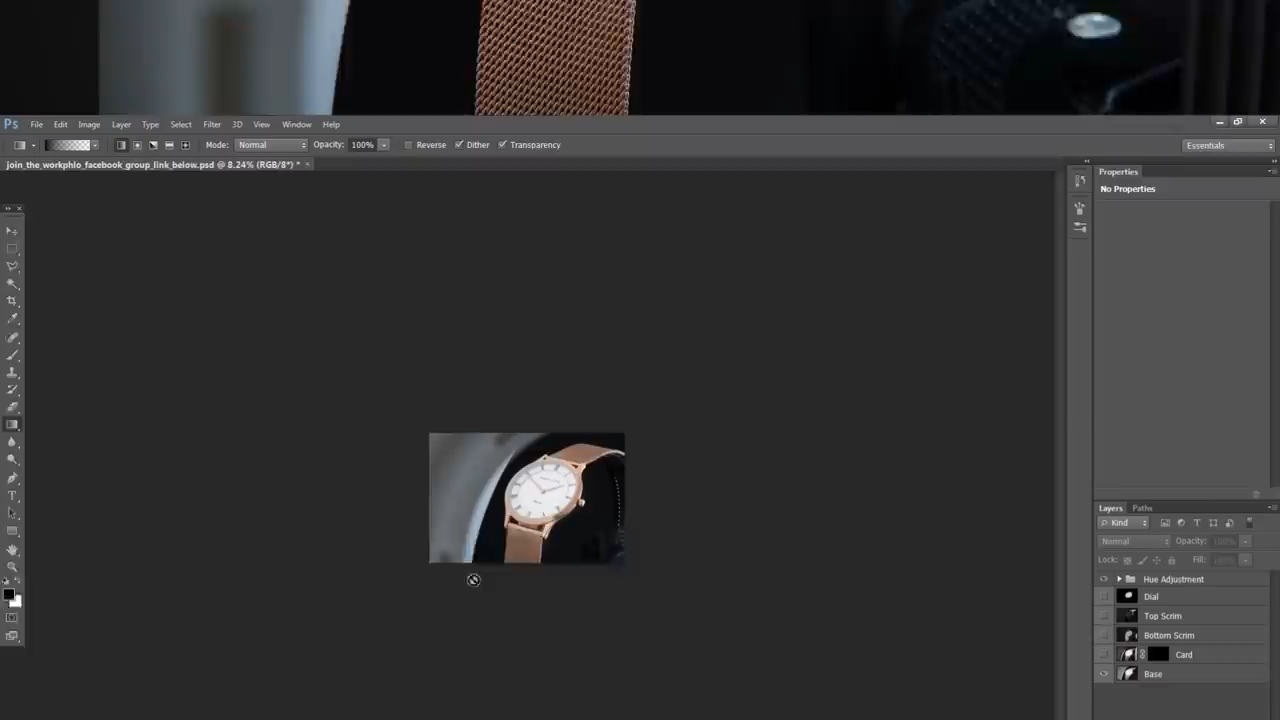 Ps File Edit Image Layer Type Select Filter 3D View Window Help
Mode: Normal Opacity: 100% Reverse Dither Transparency Essentials
join_the_workphlo_facebook_group_link_below.psd @ 8.24% (RGB/8*) * ×
Properties
No Properties
Layers Paths
Kind
Normal Opacity: 100%
Lock: Fill: 100%
Hue Adjustment
Dial
Top Scrim
Bottom Scrim
Card
Base